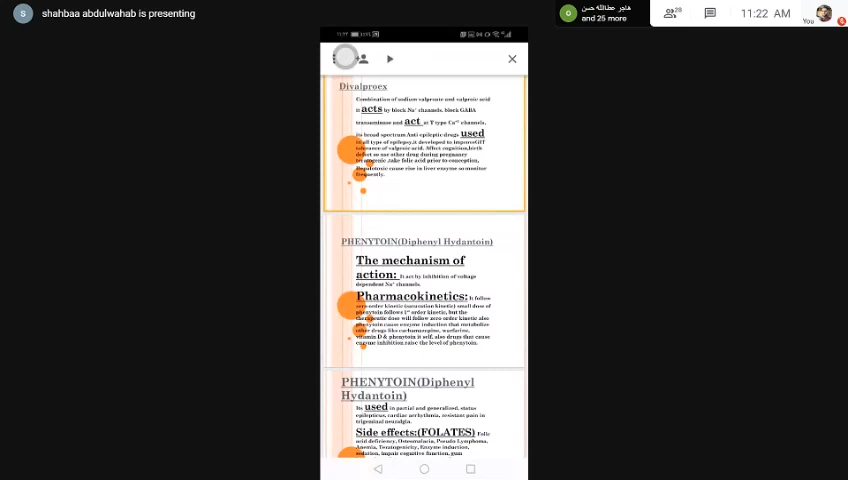 S shahbaa abdulwahab is presenting
هاجر عطاالله حسن
O and 25 more
28
11:22 AM
You
Divalproex
Combination of sodium valproate and valproic acid
it acts by block Na⁺ channels, block GABA
transaminase and act at T type Ca⁺² channels,
Its broad spectrum Anti epileptic drugs used
in all type of epilepsy,it developed to improveGIT
tolerance of valproic acid. Affect cognition,birth
defect so use other drug during pregnancy
teratogenic ,take folic acid prior to conception,
Hepatotoxic cause rise in liver enzyme so monitor
frequently.
PHENYTOIN(Diphenyl Hydantoin)
The mechanism of
action: It act by inhibition of voltage
dependent Na⁺ channels.
Pharmacokinetics: It follow
zero order kinetic (saturation kinetic) small dose of
phenytoin follows 1ˢᵗ order kinetic, but the
therapeutic dose will follow zero order kinetic also
phenytoin cause enzyme induction that metabolize
other drugs like carbamazepine, warfarine,
vitamin D & phenytoin it self, also drugs that cause
enzyme inhibition raise the level of phenytoin.
PHENYTOIN(Diphenyl
Hydantoin)
Its used in partial and generalized, status
epilepticus, cardiac arrhythmia, resistant pain in
trigeminal neuralgia.
Side effects:(FOLATES) Folic
acid deficiency, Osteomalacia, Pseudo Lymphoma,
Anemia, Teratogenicity, Enzyme induction,
sedation, impair cognitive function, gum